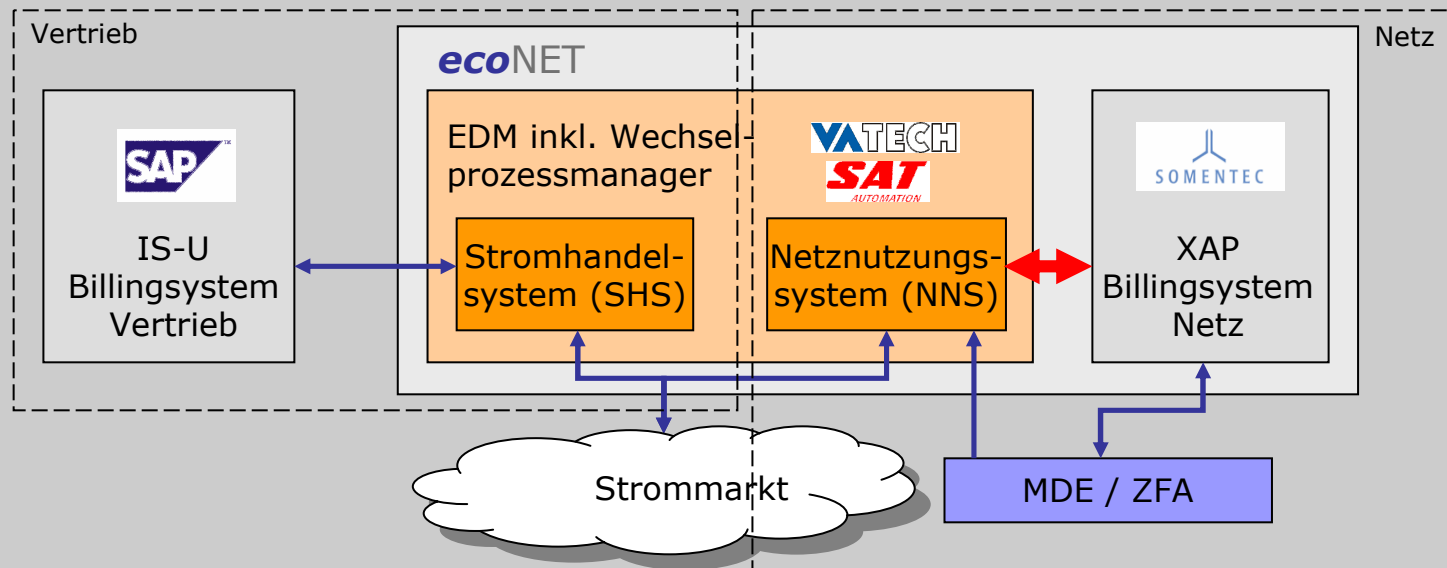 Vertrieb
Netz
ecoNET
SAP
TM
IS-U
Billingsystem
Vertrieb
EDM inkl. Wechsel-
prozessmanager
VATECH
SAT
AUTOMATION
Stromhandel-
system (SHS)
Netznutzungs-
system (NNS)
SOMENTEC
XAP
Billingsystem
Netz
Strommarkt
MDE / ZFA